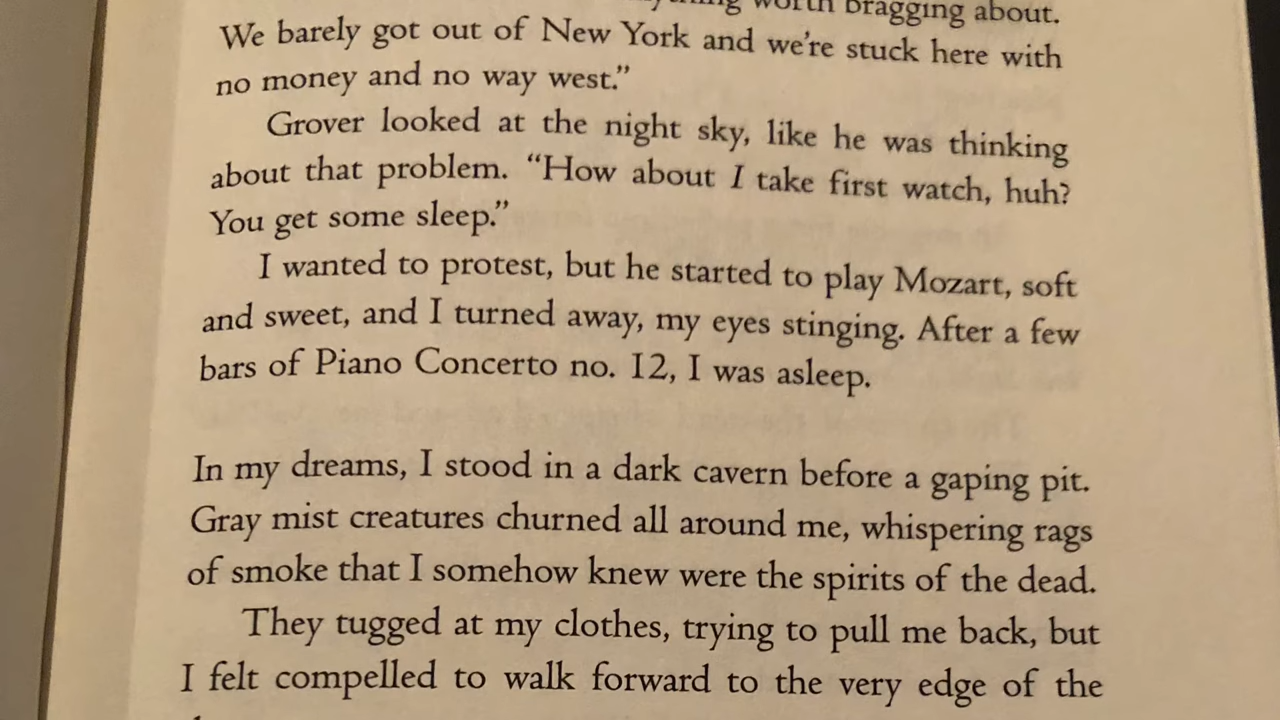 worth bragging about.
We barely got out of New York and we're stuck here with
no money and no way west.”
Grover looked at the night sky, like he was thinking
about that problem. “How about I take first watch, huh?
You get some sleep.”
I wanted to protest, but he started to play Mozart, soft
and sweet, and I turned away, my eyes stinging. After a few
bars of Piano Concerto no. 12, I was asleep.
In my dreams, I stood in a dark cavern before a gaping pit.
Gray mist creatures churned all around me, whispering rags
of smoke that I somehow knew were the spirits of the dead.
They tugged at my clothes, trying to pull me back, but
I felt compelled to walk forward to the very edge of the